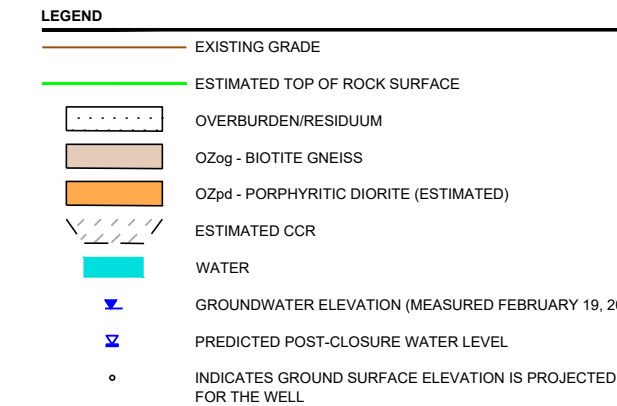 LEGEND
EXISTING GRADE
ESTIMATED TOP OF ROCK SURFACE
OVERBURDEN/RESIDUUM
OZog - BIOTITE GNEISS
OZpd - PORPHYRITIC DIORITE (ESTIMATED)
ESTIMATED CCR
WATER
GROUNDWATER ELEVATION (MEASURED FEBRUARY 19,
PREDICTED POST-CLOSURE WATER LEVEL
INDICATES GROUND SURFACE ELEVATION IS PROJECTED
FOR THE WELL